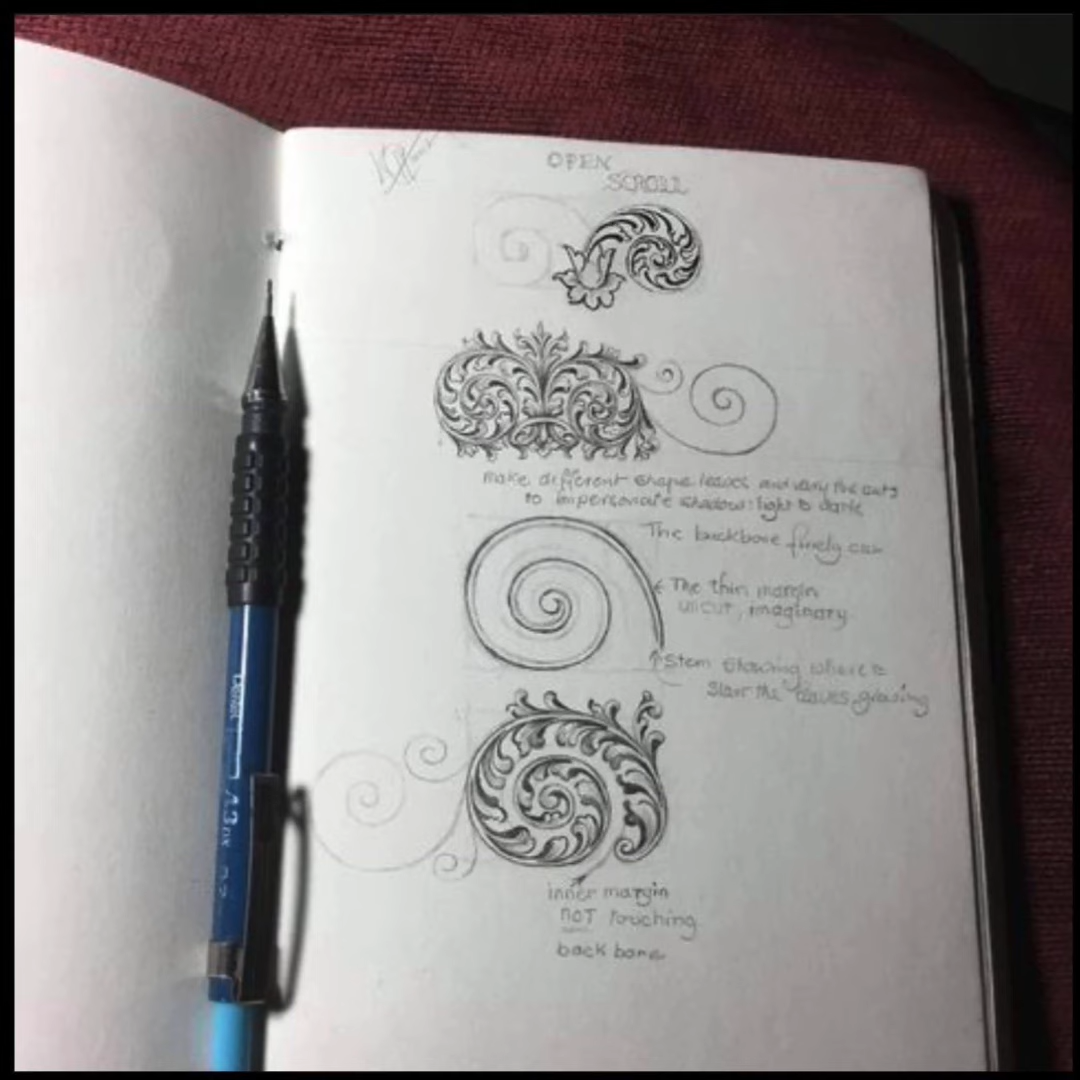 OPEN
SCROLL
make different shape leaves and vary the cuts
to impersonate shadow: light to dark
The backbone finely cut
The thin margin
uncut, imaginary
Stem showing where to
start the leaves growing
inner margin
NOT touching
back bone
Pentel